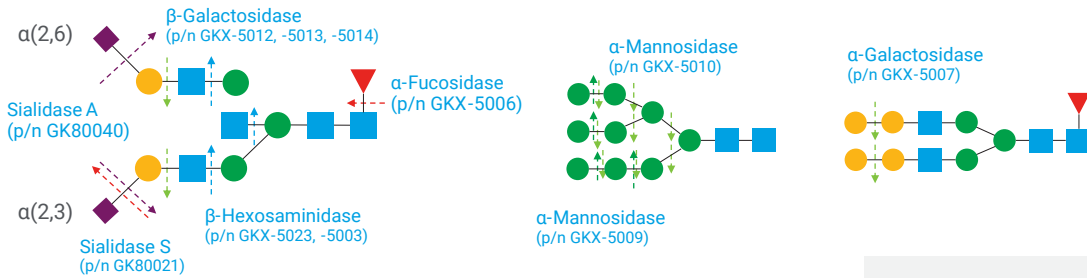 α(2,6)
β-Galactosidase
(p/n GKX-5012, -5013, -5014)
Sialidase A
(p/n GK80040)
α-Fucosidase
(p/n GKX-5006)
α(2,3)
Sialidase S
(p/n GK80021)
β-Hexosaminidase
(p/n GKX-5023, -5003)
α-Mannosidase
(p/n GKX-5010)
α-Mannosidase
(p/n GKX-5009)
α-Galactosidase
(p/n GKX-5007)